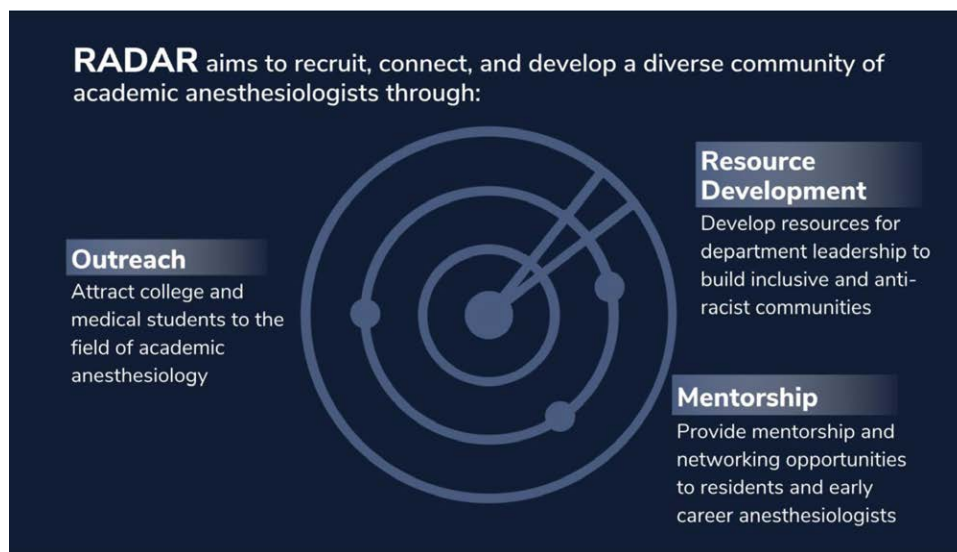 RADAR aims to recruit, connect, and develop a diverse community of
academic anesthesiologists through:
Outreach
Attract college and
medical students to the
field of academic
anesthesiology
Resource
Development
Develop resources for
department leadership to
build inclusive and anti-
racist communities
Mentorship
Provide mentorship and
networking opportunities
to residents and early
career anesthesiologists